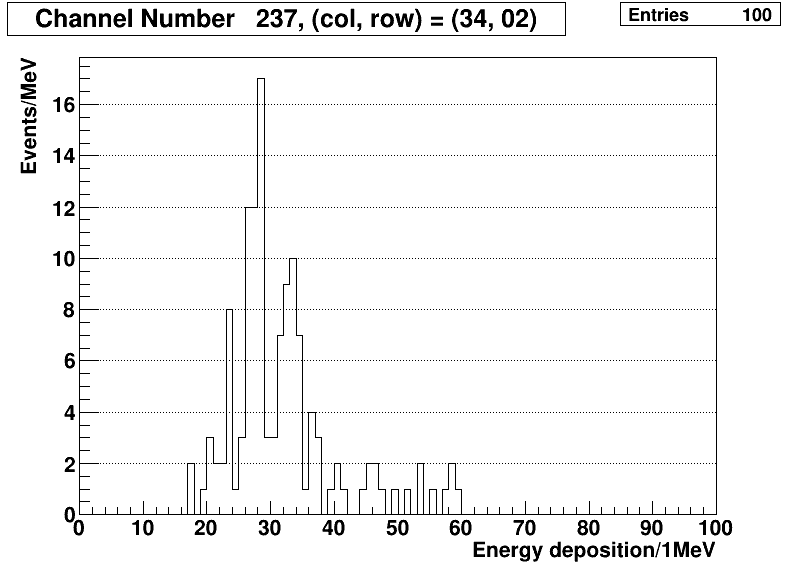 Channel Number 237, (col, row) = (34, 02)
Entries 100
Events/MeV
16
14
12
10
8
6
4
2
0
0 10 20 30 40 50 60 70 80 90 100
Energy deposition/1MeV